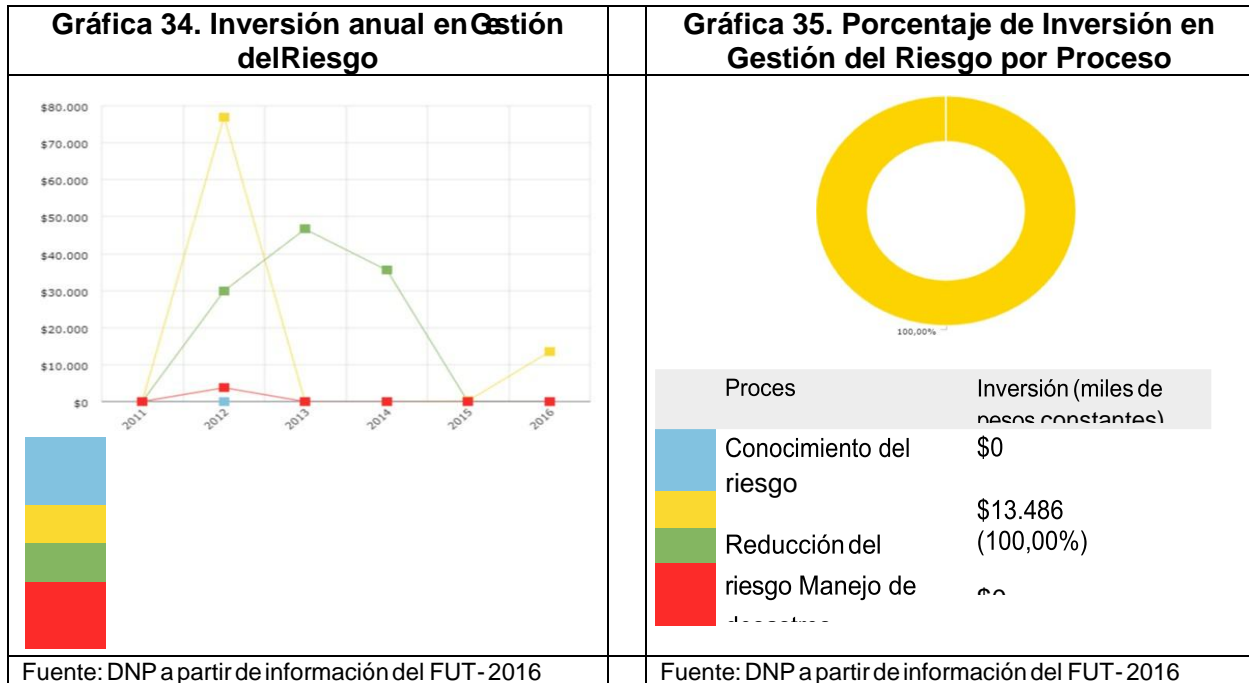 Gráfica 34. Inversión anual en Gestión
delRiesgo
$80.000
$70.000
$60.000
$50.000
$40.000
$30.000
$20.000
$10.000
$0
2011
2012
2013
2014
2015
2016
Fuente: DNP a partir de información del FUT-2016
Gráfica 35. Porcentaje de Inversión en
Gestión del Riesgo por Proceso
100,00%
Proces
Inversión (miles de
pesos constantes)
Conocimiento del
$0
riesgo
$13.486
Reducción del
(100,00%)
riesgo Manejo de
Fuente: DNP a partir de información del FUT-2016